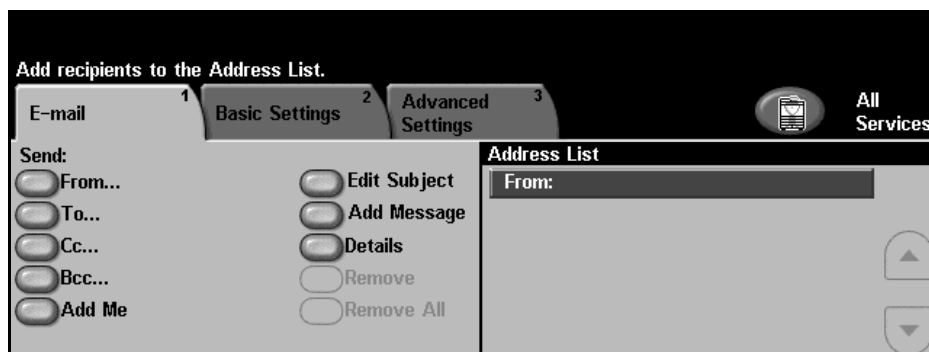 Add recipients to the Address List.
E-mail
1
Basic Settings
2
Advanced
Settings
3
All
Services
Send:
From...
To...
Cc...
Bcc...
Add Me
Edit Subject
Add Message
Details
Remove
Remove All
Address List
From: